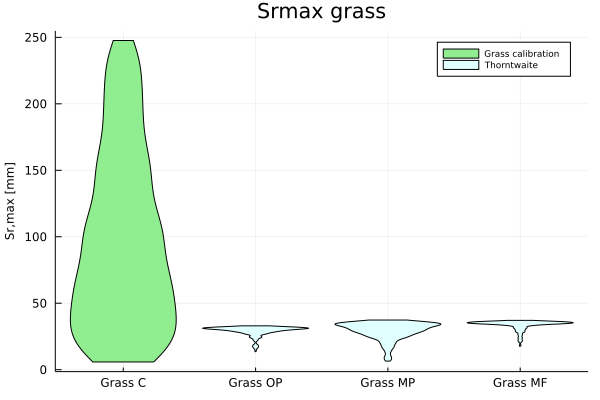 Srmax grass
Grass calibration
Thorntwaite
Sr,max [mm]
250
200
150
100
50
0
Grass C
Grass OP
Grass MP
Grass MF